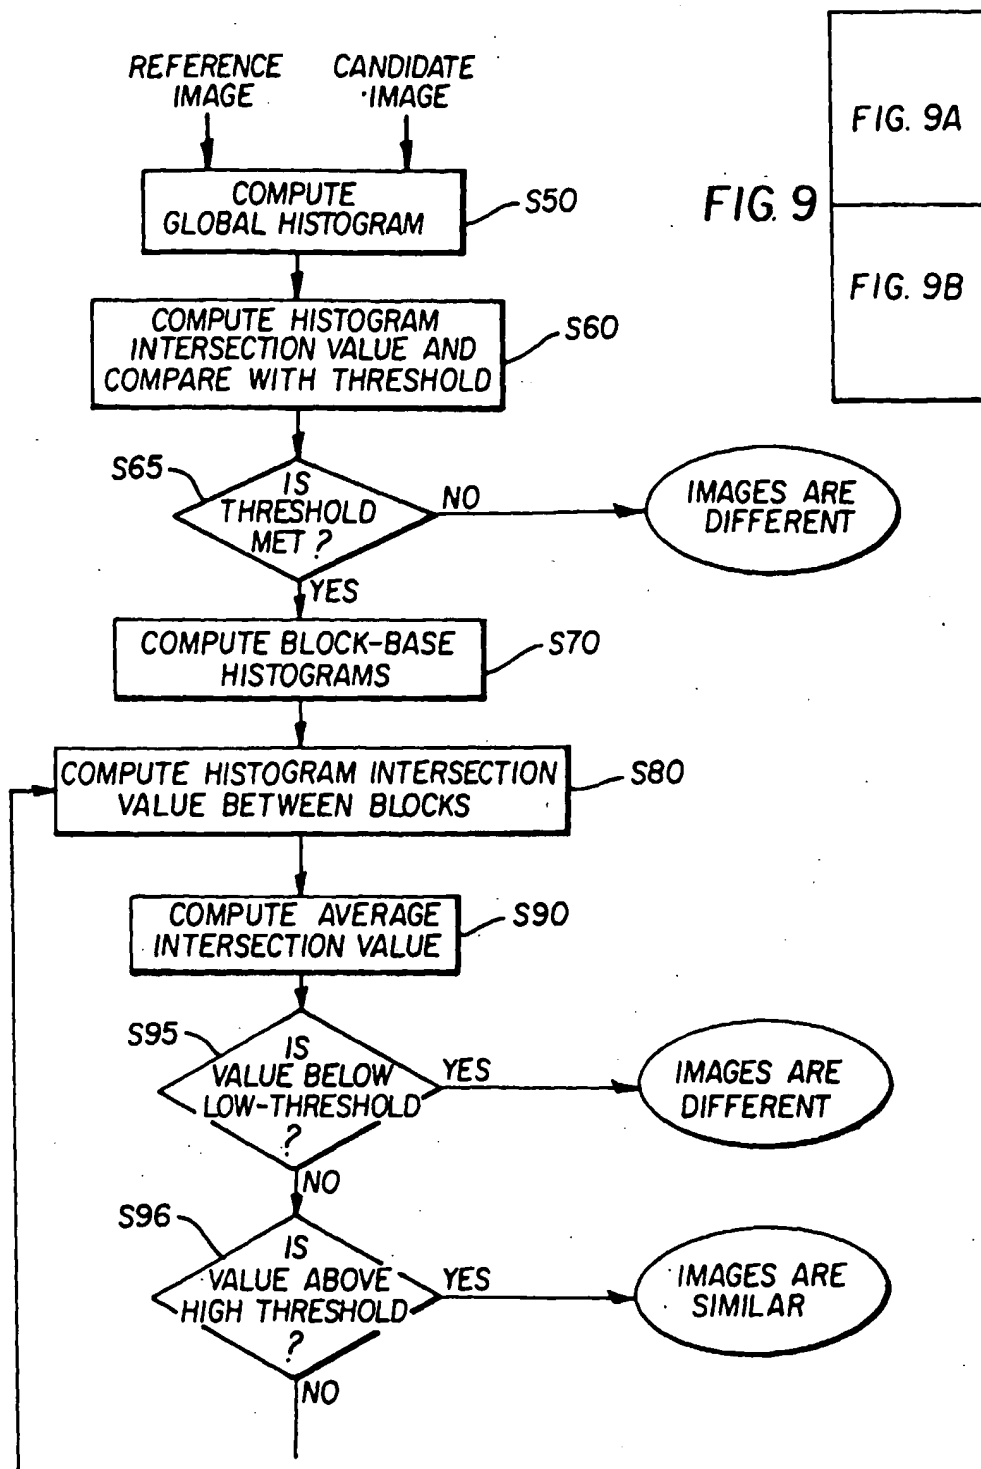 REFERENCE
IMAGE
CANDIDATE
IMAGE
COMPUTE
GLOBAL HISTOGRAM
S50
FIG. 9
FIG. 9A
FIG. 9B
COMPUTE HISTOGRAM
INTERSECTION VALUE AND
COMPARE WITH THRESHOLD
S60
S65
IS
THRESHOLD
MET ?
NO
IMAGES ARE
DIFFERENT
YES
COMPUTE BLOCK-BASE
HISTOGRAMS
S70
COMPUTE HISTOGRAM INTERSECTION
VALUE BETWEEN BLOCKS
S80
COMPUTE AVERAGE
INTERSECTION VALUE
S90
S95
IS
VALUE BELOW
LOW-THRESHOLD
?
YES
IMAGES ARE
DIFFERENT
NO
S96
IS
VALUE ABOVE
HIGH THRESHOLD
?
YES
IMAGES ARE
SIMILAR
NO